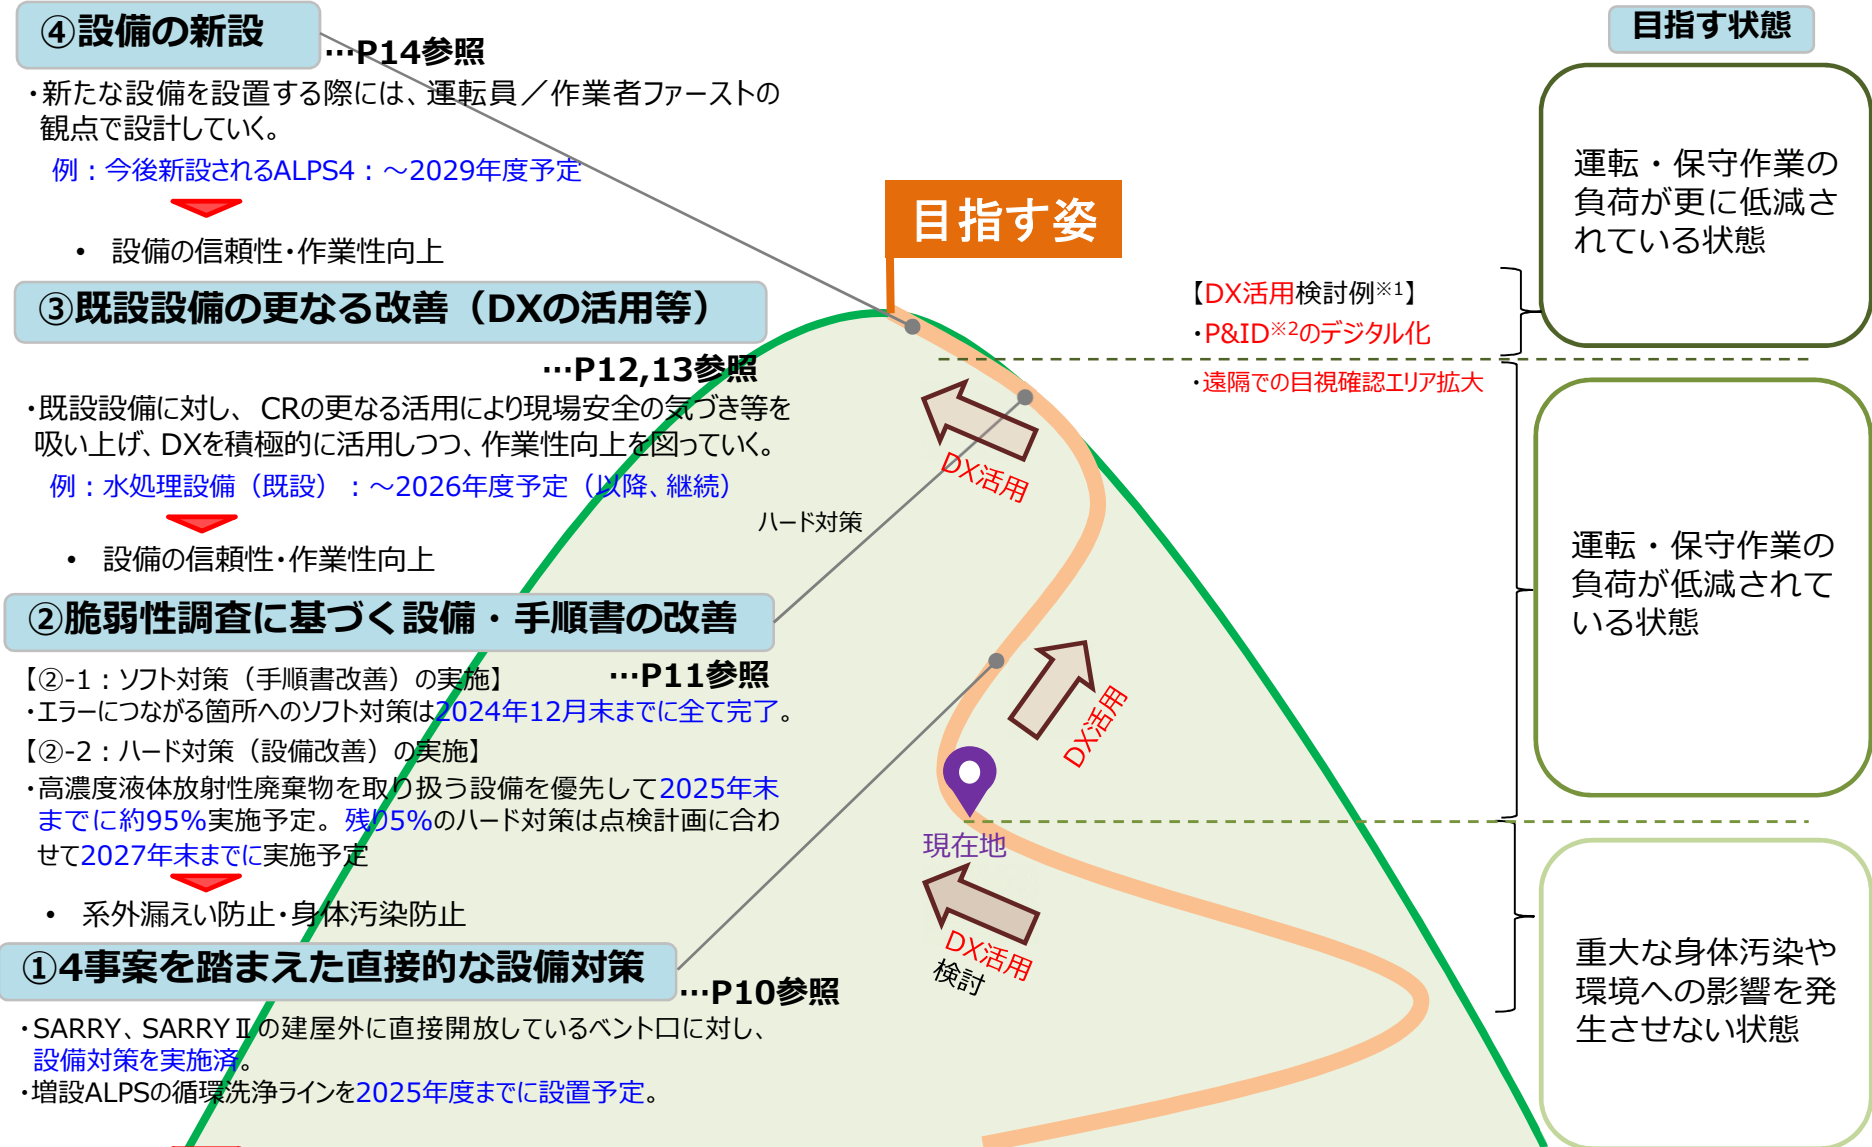 ④設備の新設
…P14参照
・新たな設備を設置する際には、運転員／作業者ファーストの
観点で設計していく。
例：今後新設されるALPS4：～2029年度予定
• 設備の信頼性・作業性向上
③既設設備の更なる改善（DXの活用等）
…P12,13参照
・既設設備に対し、CRの更なる活用により現場安全の気づき等を
吸い上げ、DXを積極的に活用しつつ、作業性向上を図っていく。
例：水処理設備（既設）：～2026年度予定（以降、継続）
• 設備の信頼性・作業性向上
②脆弱性調査に基づく設備・手順書の改善
…P11参照
【②-1：ソフト対策（手順書改善）の実施】
・エラーにつながる箇所へのソフト対策は2024年12月末までに全て完了。
【②-2：ハード対策（設備改善）の実施】
・高濃度液体放射性廃棄物を取り扱う設備を優先して2025年末
までに約95%実施予定。残り5%のハード対策は点検計画に合わ
せて2027年末までに実施予定
• 系外漏えい防止・身体汚染防止
①4事案を踏まえた直接的な設備対策
…P10参照
・SARRY、SARRYⅡの建屋外に直接開放しているベント口に対し、
設備対策を実施済。
・増設ALPSの循環洗浄ラインを2025年度までに設置予定。
目指す姿
ハード対策
DX活用
DX活用
現在地
DX活用
検討
【DX活用検討例※1】
・P&ID※2のデジタル化
・遠隔での目視確認エリア拡大
目指す状態
運転・保守作業の
負荷が更に低減さ
れている状態
運転・保守作業の
負荷が低減されて
いる状態
重大な身体汚染や
環境への影響を発
生させない状態